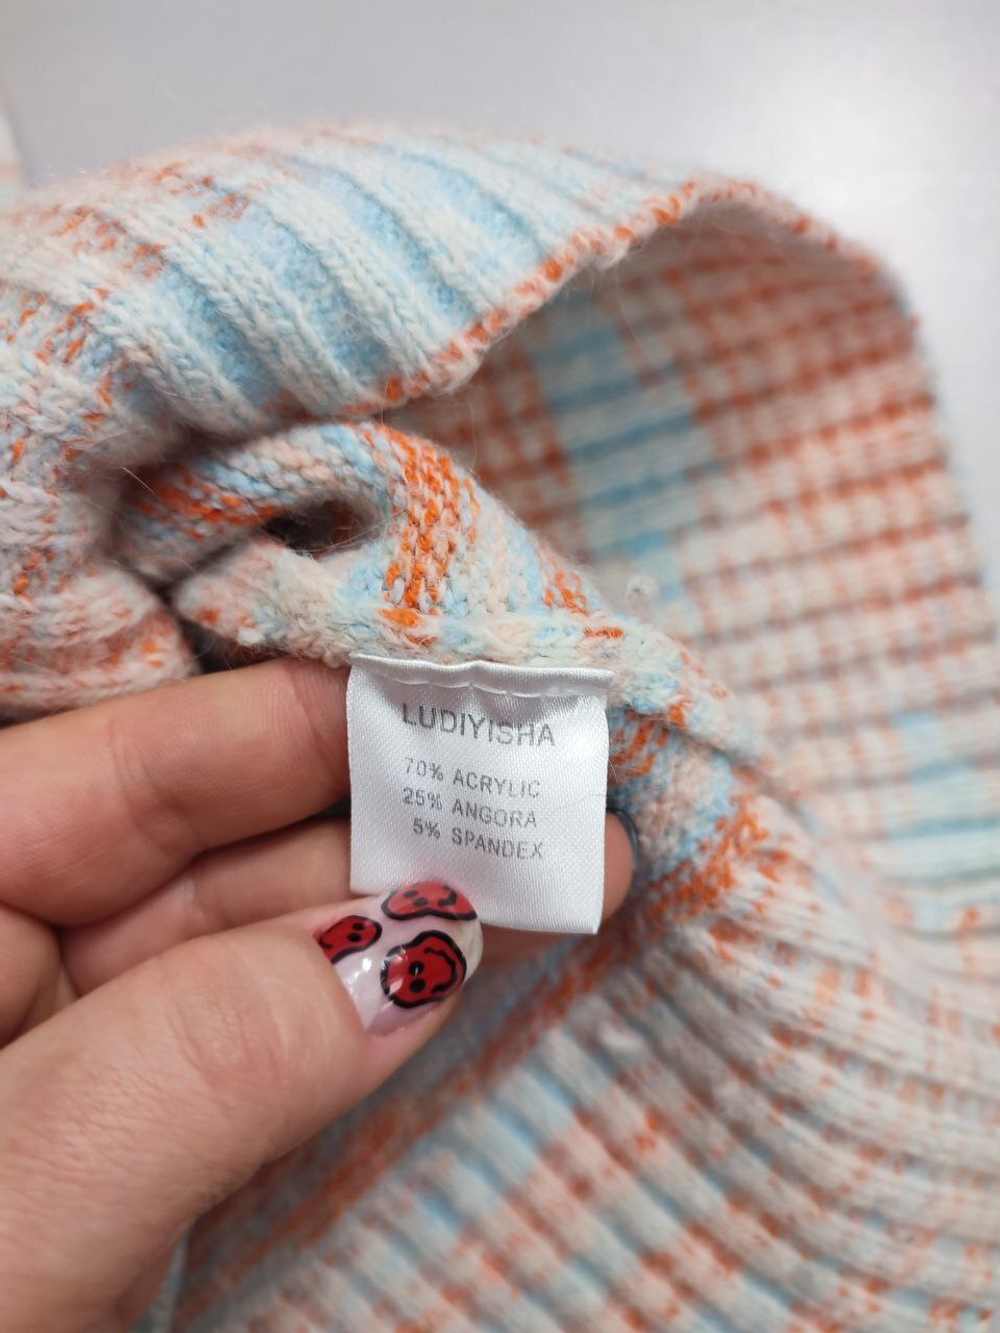 LUDIYISHA
70% ACRYLIC
25% ANGORA
5% SPANDEX